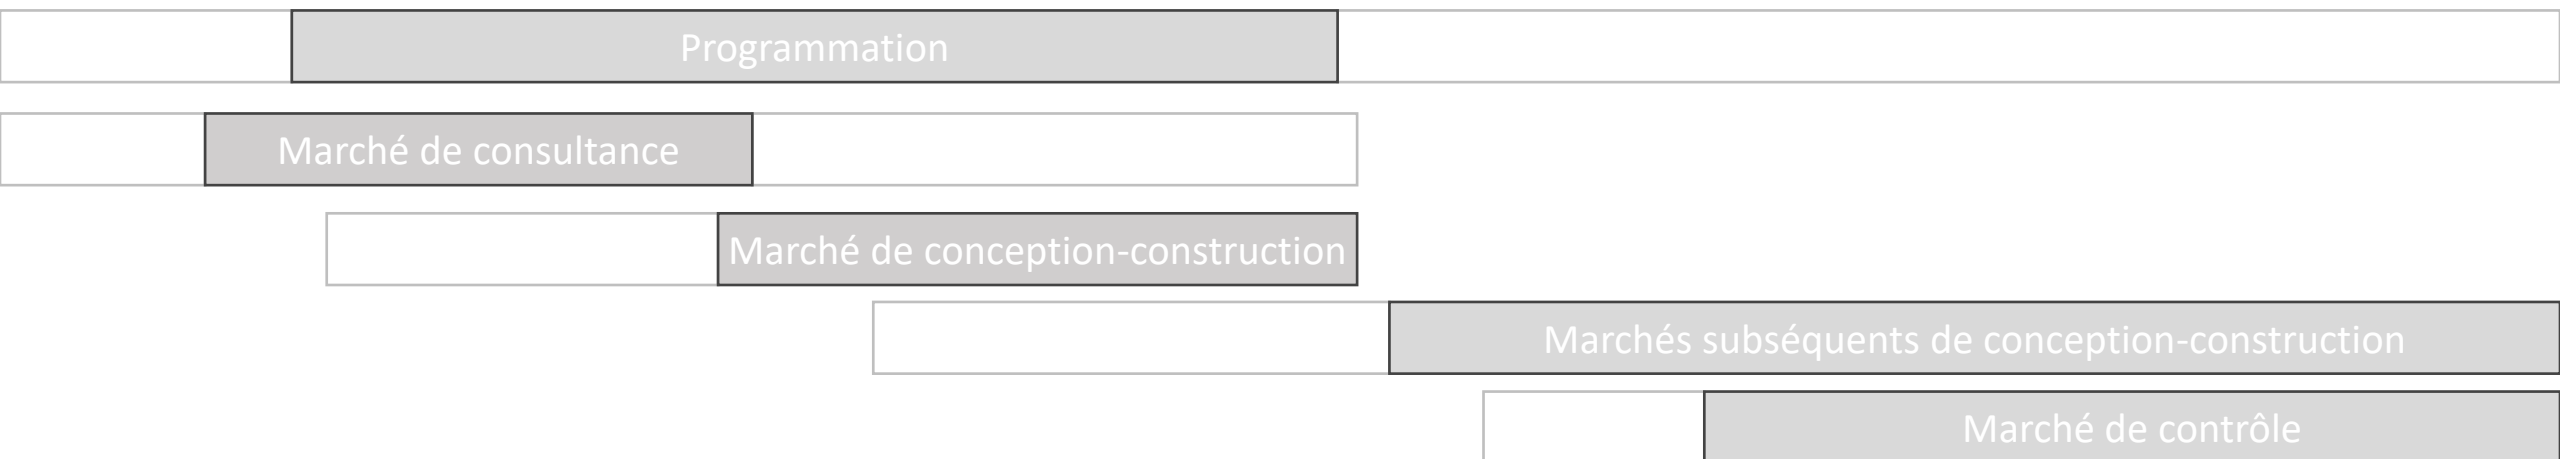 Programmation
Marché de consultance
Marché de conception-construction
Marchés subséquents de conception-construction
Marché de contrôle